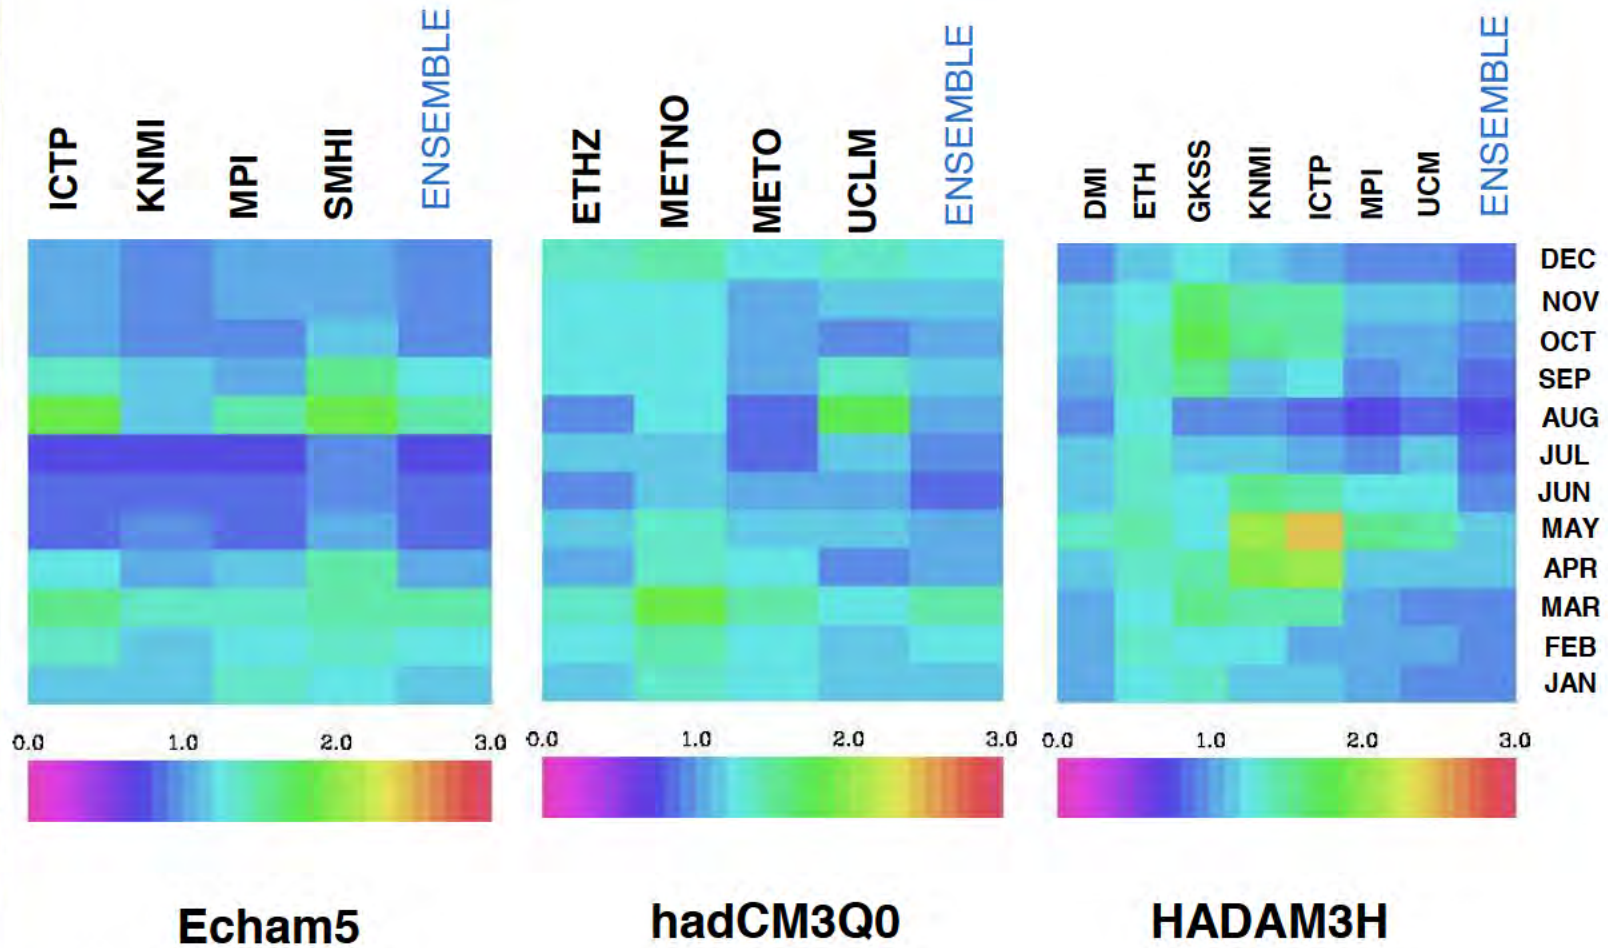 ICTP KNMI MPI SMHI ENSEMBLE
ETHZ METNO METO UCLM ENSEMBLE
DMI ETH GKSS KNMI ICTP MPI UCM ENSEMBLE
DEC
NOV
OCT
SEP
AUG
JUL
JUN
MAY
APR
MAR
FEB
JAN
0.0 1.0 2.0 3.0
0.0 1.0 2.0 3.0
0.0 1.0 2.0 3.0
Echam5
hadCM3Q0
HADAM3H